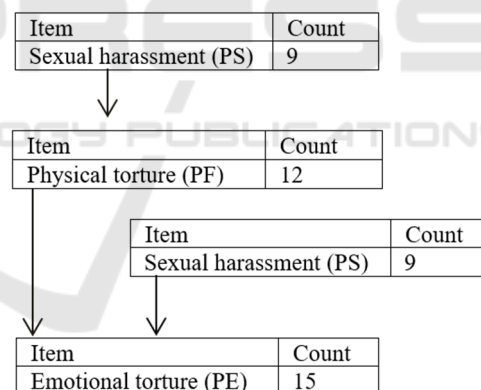 Item Count
Sexual harassment (PS) 9
Item Count
Physical torture (PF) 12
Item Count
Sexual harassment (PS) 9
Item Count
Emotional torture (PE) 15